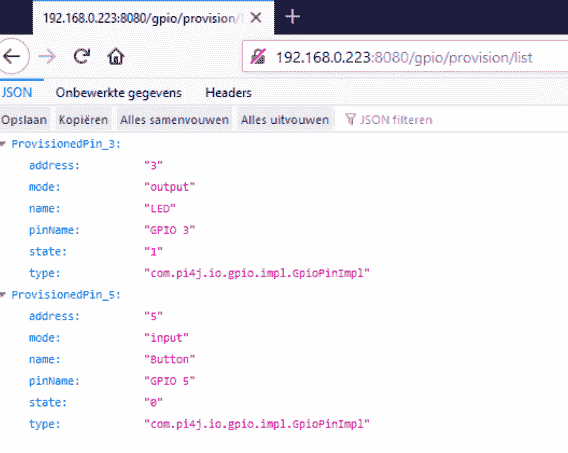 192.168.0.223:8080/gpio/provision/l
192.168.0.223:8080/gpio/provision/list
JSON Onbewerkte gegevens Headers
Opslaan Kopiëren Alles samenvouwen Alles uitvouwen JSON filteren
ProvisionedPin_3:
address: "3"
mode: "output"
name: "LED"
pinName: "GPIO 3"
state: "1"
type: "com.pi4j.io.gpio.impl.GpioPinImpl"
ProvisionedPin_5:
address: "5"
mode: "input"
name: "Button"
pinName: "GPIO 5"
state: "0"
type: "com.pi4j.io.gpio.impl.GpioPinImpl"